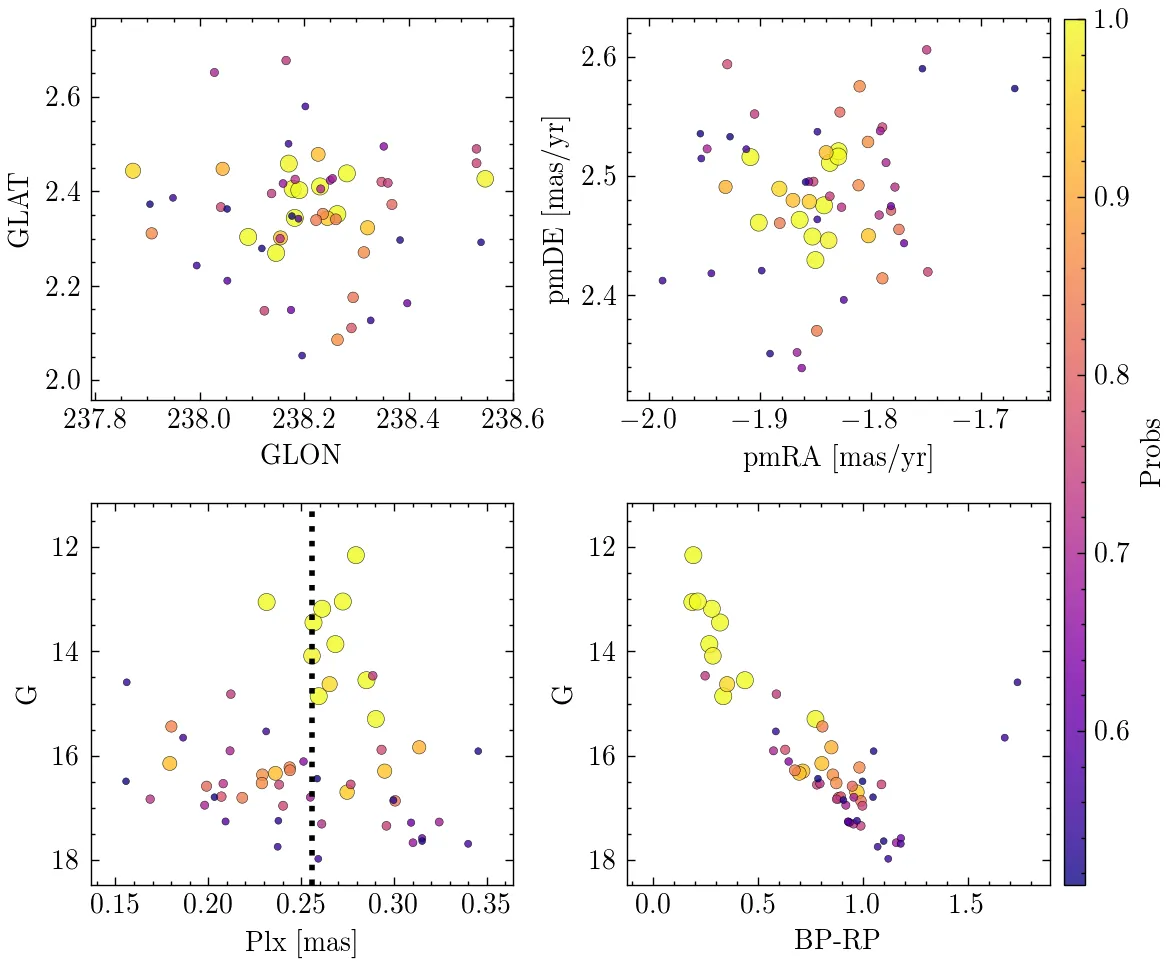 2.6
2.4
2.2
2.0
GLAT
237.8 238.0 238.2 238.4 238.6
GLON
2.6
2.5
2.4
pmDE [mas/yr]
−2.0 −1.9 −1.8 −1.7
pmRA [mas/yr]
1.0
0.9
0.8
0.7
0.6
Probs
12
14
16
18
G
0.15 0.20 0.25 0.30 0.35
Plx [mas]
12
14
16
18
G
0.0 0.5 1.0 1.5
BP-RP